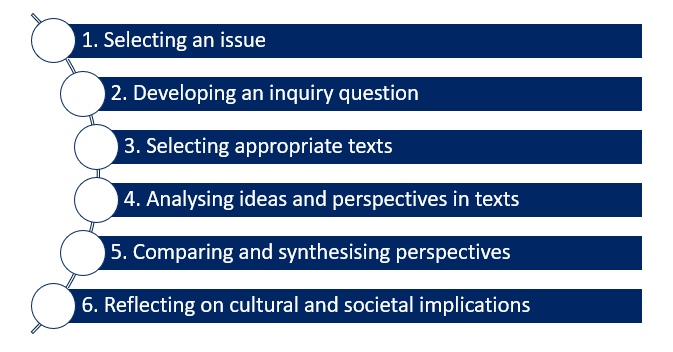 1. Selecting an issue
2. Developing an inquiry question
3. Selecting appropriate texts
4. Analysing ideas and perspectives in texts
5. Comparing and synthesising perspectives
6. Reflecting on cultural and societal implications